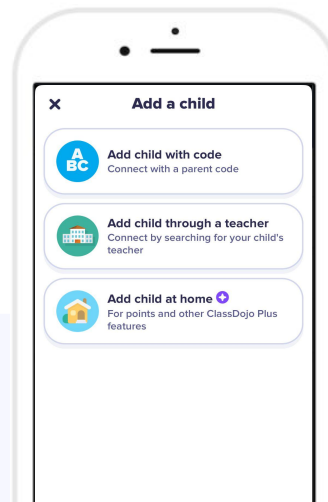 × Add a child
A
BC
Add child with code
Connect with a parent code
Add child through a teacher
Connect by searching for your child's
teacher
Add child at home
For points and other ClassDojo Plus
features